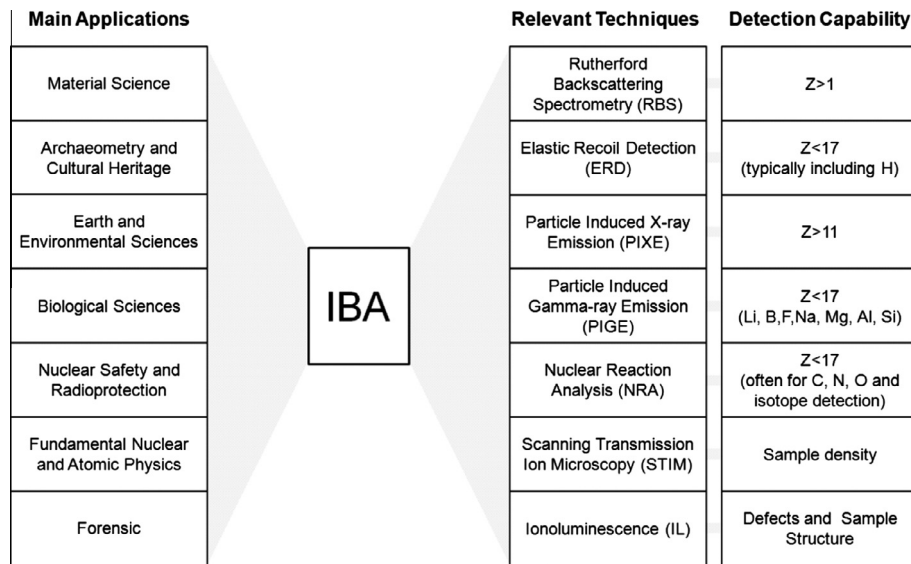 Main Applications
Material Science
Archaeometry and
Cultural Heritage
Earth and
Environmental Sciences
Biological Sciences
Nuclear Safety and
Radioprotection
Fundamental Nuclear
and Atomic Physics
Forensic
IBA
Relevant Techniques
Detection Capability
Rutherford
Backscattering
Spectrometry (RBS)
Z>1
Elastic Recoil Detection
(ERD)
Z<17
(typically including H)
Particle Induced X-ray
Emission (PIXE)
Z>11
Particle Induced
Gamma-ray Emission
(PIGE)
Z<17
(Li, B,F,Na, Mg, Al, Si)
Nuclear Reaction
Analysis (NRA)
Z<17
(often for C, N, O and
isotope detection)
Scanning Transmission
Ion Microscopy (STIM)
Sample density
Ionoluminescence (IL)
Defects and Sample
Structure